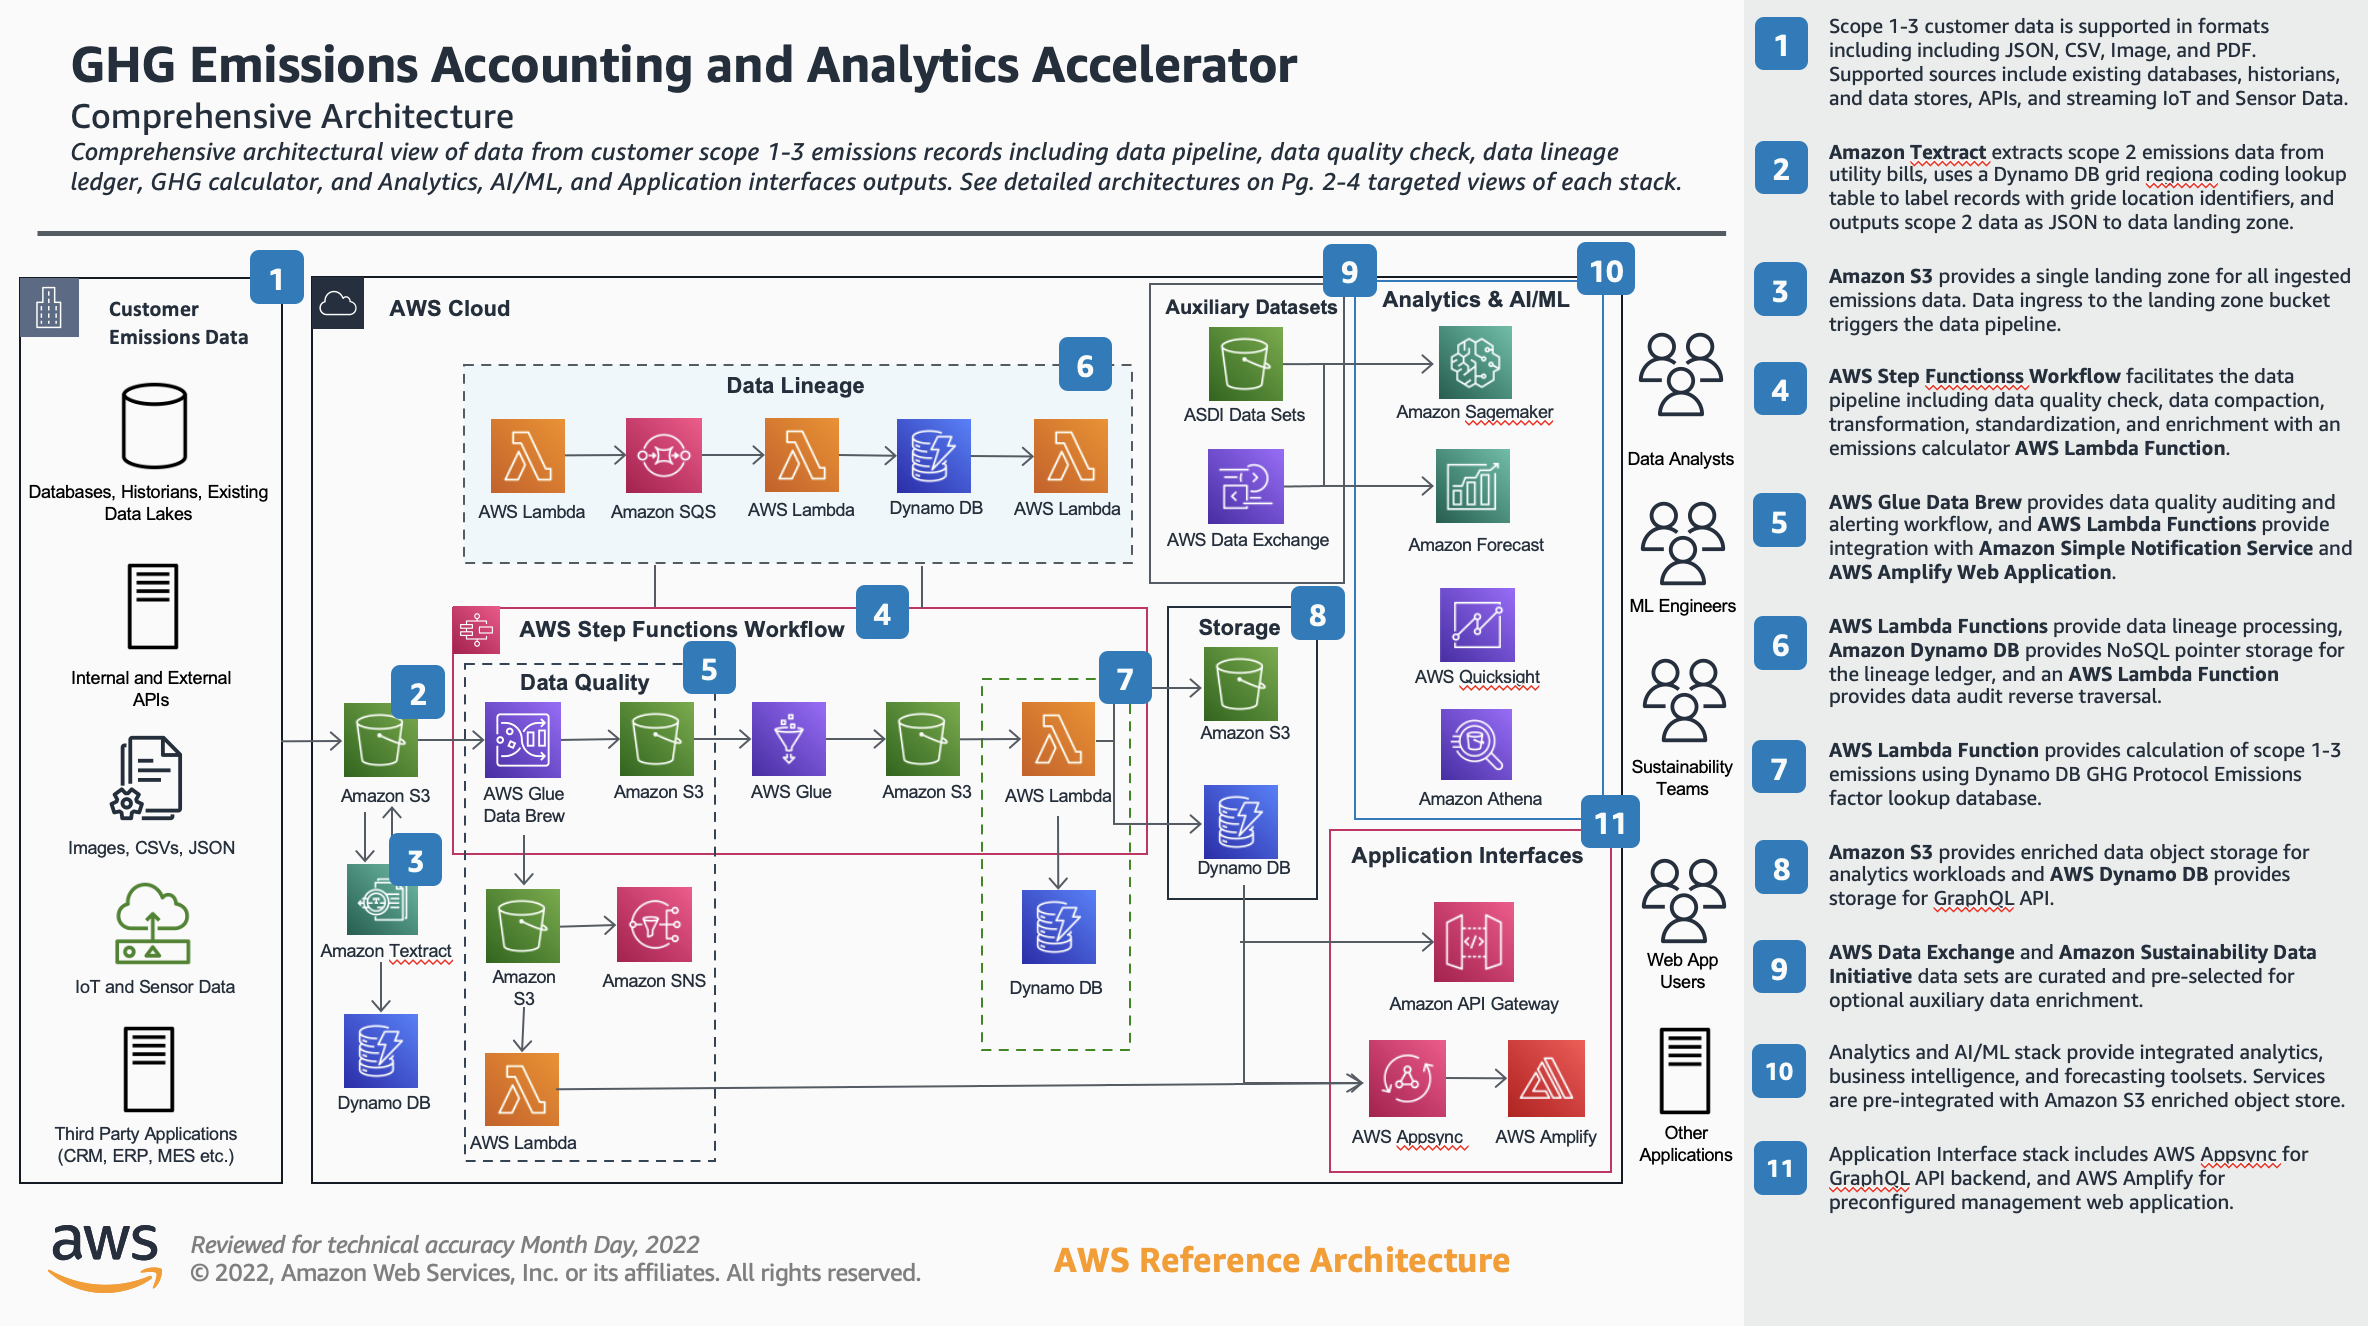 GHG Emissions Accounting and Analytics Accelerator
Comprehensive Architecture
Comprehensive architectural view of data from customer scope 1-3 emissions records including data pipeline, data quality check, data lineage
ledger, GHG calculator, and Analytics, AI/ML, and Application interfaces outputs. See detailed architectures on Pg. 2-4 targeted views of each stack.
1
Customer
Emissions Data
Databases, Historians, Existing
Data Lakes
Internal and External
APIs
Images, CSVs, JSON
IoT and Sensor Data
Third Party Applications
(CRM, ERP, MES etc.)
AWS Cloud
6
Data Lineage
AWS Lambda
Amazon SQS
AWS Lambda
Dynamo DB
AWS Lambda
4
AWS Step Functions Workflow
5
Data Quality
2
Amazon S3
3
Amazon Textract
Dynamo DB
AWS Glue
Data Brew
Amazon S3
AWS Glue
Amazon S3
7
AWS Lambda
Amazon
S3
Amazon SNS
AWS Lambda
Dynamo DB
8
Storage
Amazon S3
Dynamo DB
9
Auxiliary Datasets
ASDI Data Sets
AWS Data Exchange
10
Analytics & AI/ML
Amazon Sagemaker
Amazon Forecast
AWS Quicksight
Amazon Athena
11
Application Interfaces
Amazon API Gateway
AWS Appsync
AWS Amplify
Data Analysts
ML Engineers
Sustainability
Teams
Web App
Users
Other
Applications
aws
Reviewed for technical accuracy Month Day, 2022
© 2022, Amazon Web Services, Inc. or its affiliates. All rights reserved.
AWS Reference Architecture
1
Scope 1-3 customer data is supported in formats
including including JSON, CSV, Image, and PDF.
Supported sources include existing databases, historians,
and data stores, APIs, and streaming IoT and Sensor Data.
2
Amazon Textract extracts scope 2 emissions data from
utility bills, uses a Dynamo DB grid regiona coding lookup
table to label records with gride location identifiers, and
outputs scope 2 data as JSON to data landing zone.
3
Amazon S3 provides a single landing zone for all ingested
emissions data. Data ingress to the landing zone bucket
triggers the data pipeline.
4
AWS Step Functionss Workflow facilitates the data
pipeline including data quality check, data compaction,
transformation, standardization, and enrichment with an
emissions calculator AWS Lambda Function.
5
AWS Glue Data Brew provides data quality auditing and
alerting workflow, and AWS Lambda Functions provide
integration with Amazon Simple Notification Service and
AWS Amplify Web Application.
6
AWS Lambda Functions provide data lineage processing,
Amazon Dynamo DB provides NoSQL pointer storage for
the lineage ledger, and an AWS Lambda Function
provides data audit reverse traversal.
7
AWS Lambda Function provides calculation of scope 1-3
emissions using Dynamo DB GHG Protocol Emissions
factor lookup database.
8
Amazon S3 provides enriched data object storage for
analytics workloads and AWS Dynamo DB provides
storage for GraphQL API.
9
AWS Data Exchange and Amazon Sustainability Data
Initiative data sets are curated and pre-selected for
optional auxiliary data enrichment.
10
Analytics and AI/ML stack provide integrated analytics,
business intelligence, and forecasting toolsets. Services
are pre-integrated with Amazon S3 enriched object store.
11
Application Interface stack includes AWS Appsync for
GraphQL API backend, and AWS Amplify for
preconfigured management web application.